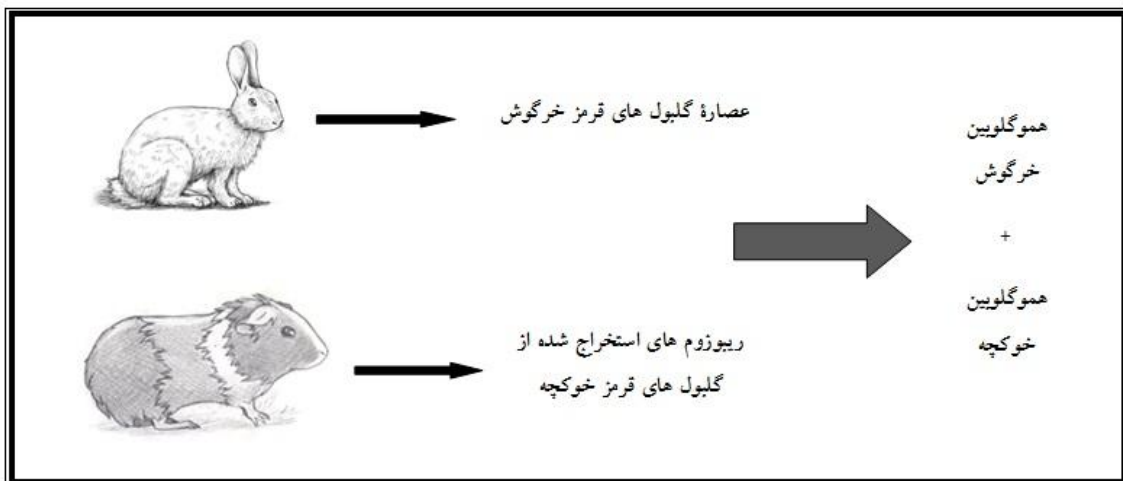 عصارهٔ گلبول های قرمز خرگوش
ریبوزوم های استخراج شده از
گلبول های قرمز خوکچه
هموگلوبین
خرگوش
+
هموگلوبین
خوکچه